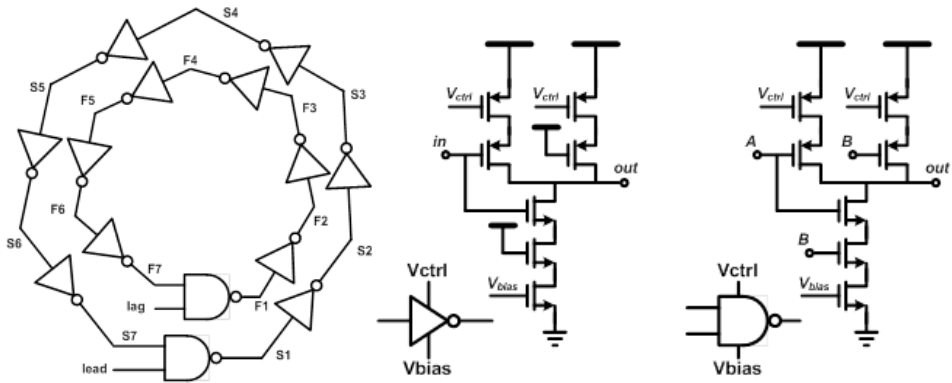 S4
S5
S3
F4
F5
F3
F6
F2
S6
S2
F7
F1
lag
S7
S1
lead
Vctrl
Vctrl
in
out
Vbias
Vctrl
Vbias
Vctrl
Vctrl
A
B
out
B
Vbias
Vctrl
Vbias